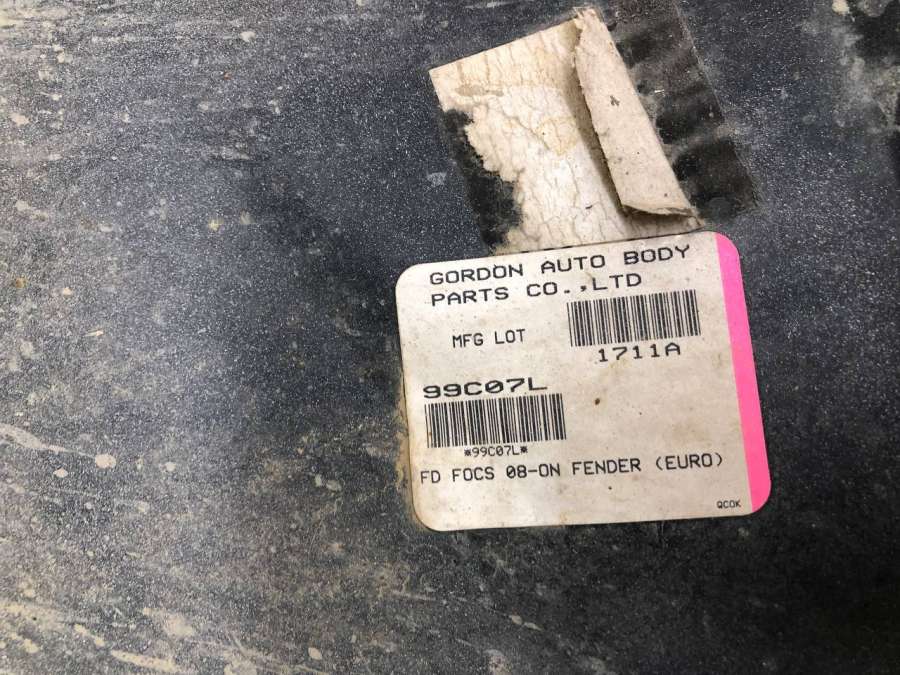 GORDON AUTO BODY
PARTS CO.,LTD
MFG LOT
1711A
99C07L
*99C07L*
FD FOCS 08-ON FENDER (EURO)
QCOK